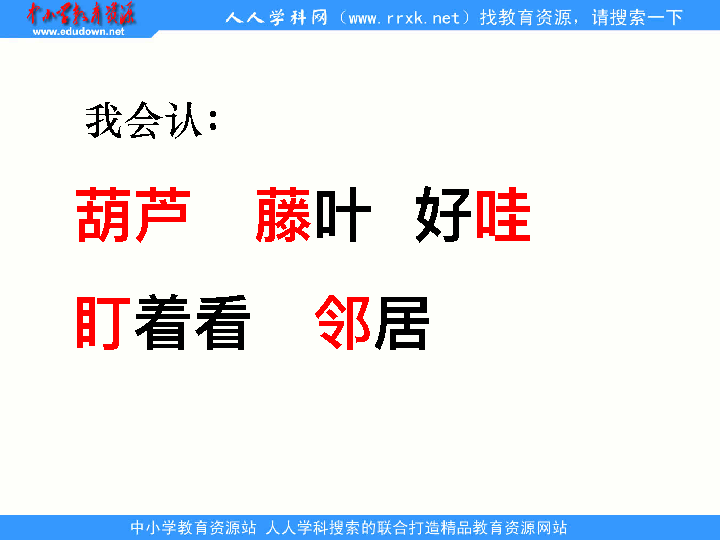 中小学教育资源
www.edudown.net
人人学科网（www.rrxk.net）找教育资源，请搜索一下
我会认：
葫芦 藤叶 好哇
盯着看 邻居
中小学教育资源站 人人学科搜索的联合打造精品教育资源网站